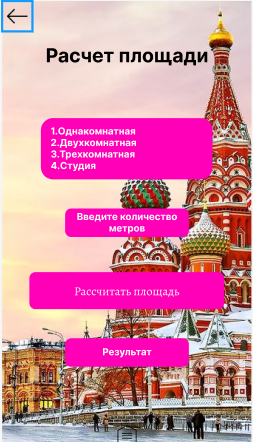 Расчет площади
1.Однакомнатная
2.Двухкомнатная
3.Трехкомнатная
4.Студия
Введите количество
метров
Рассчитать площадь
Результат